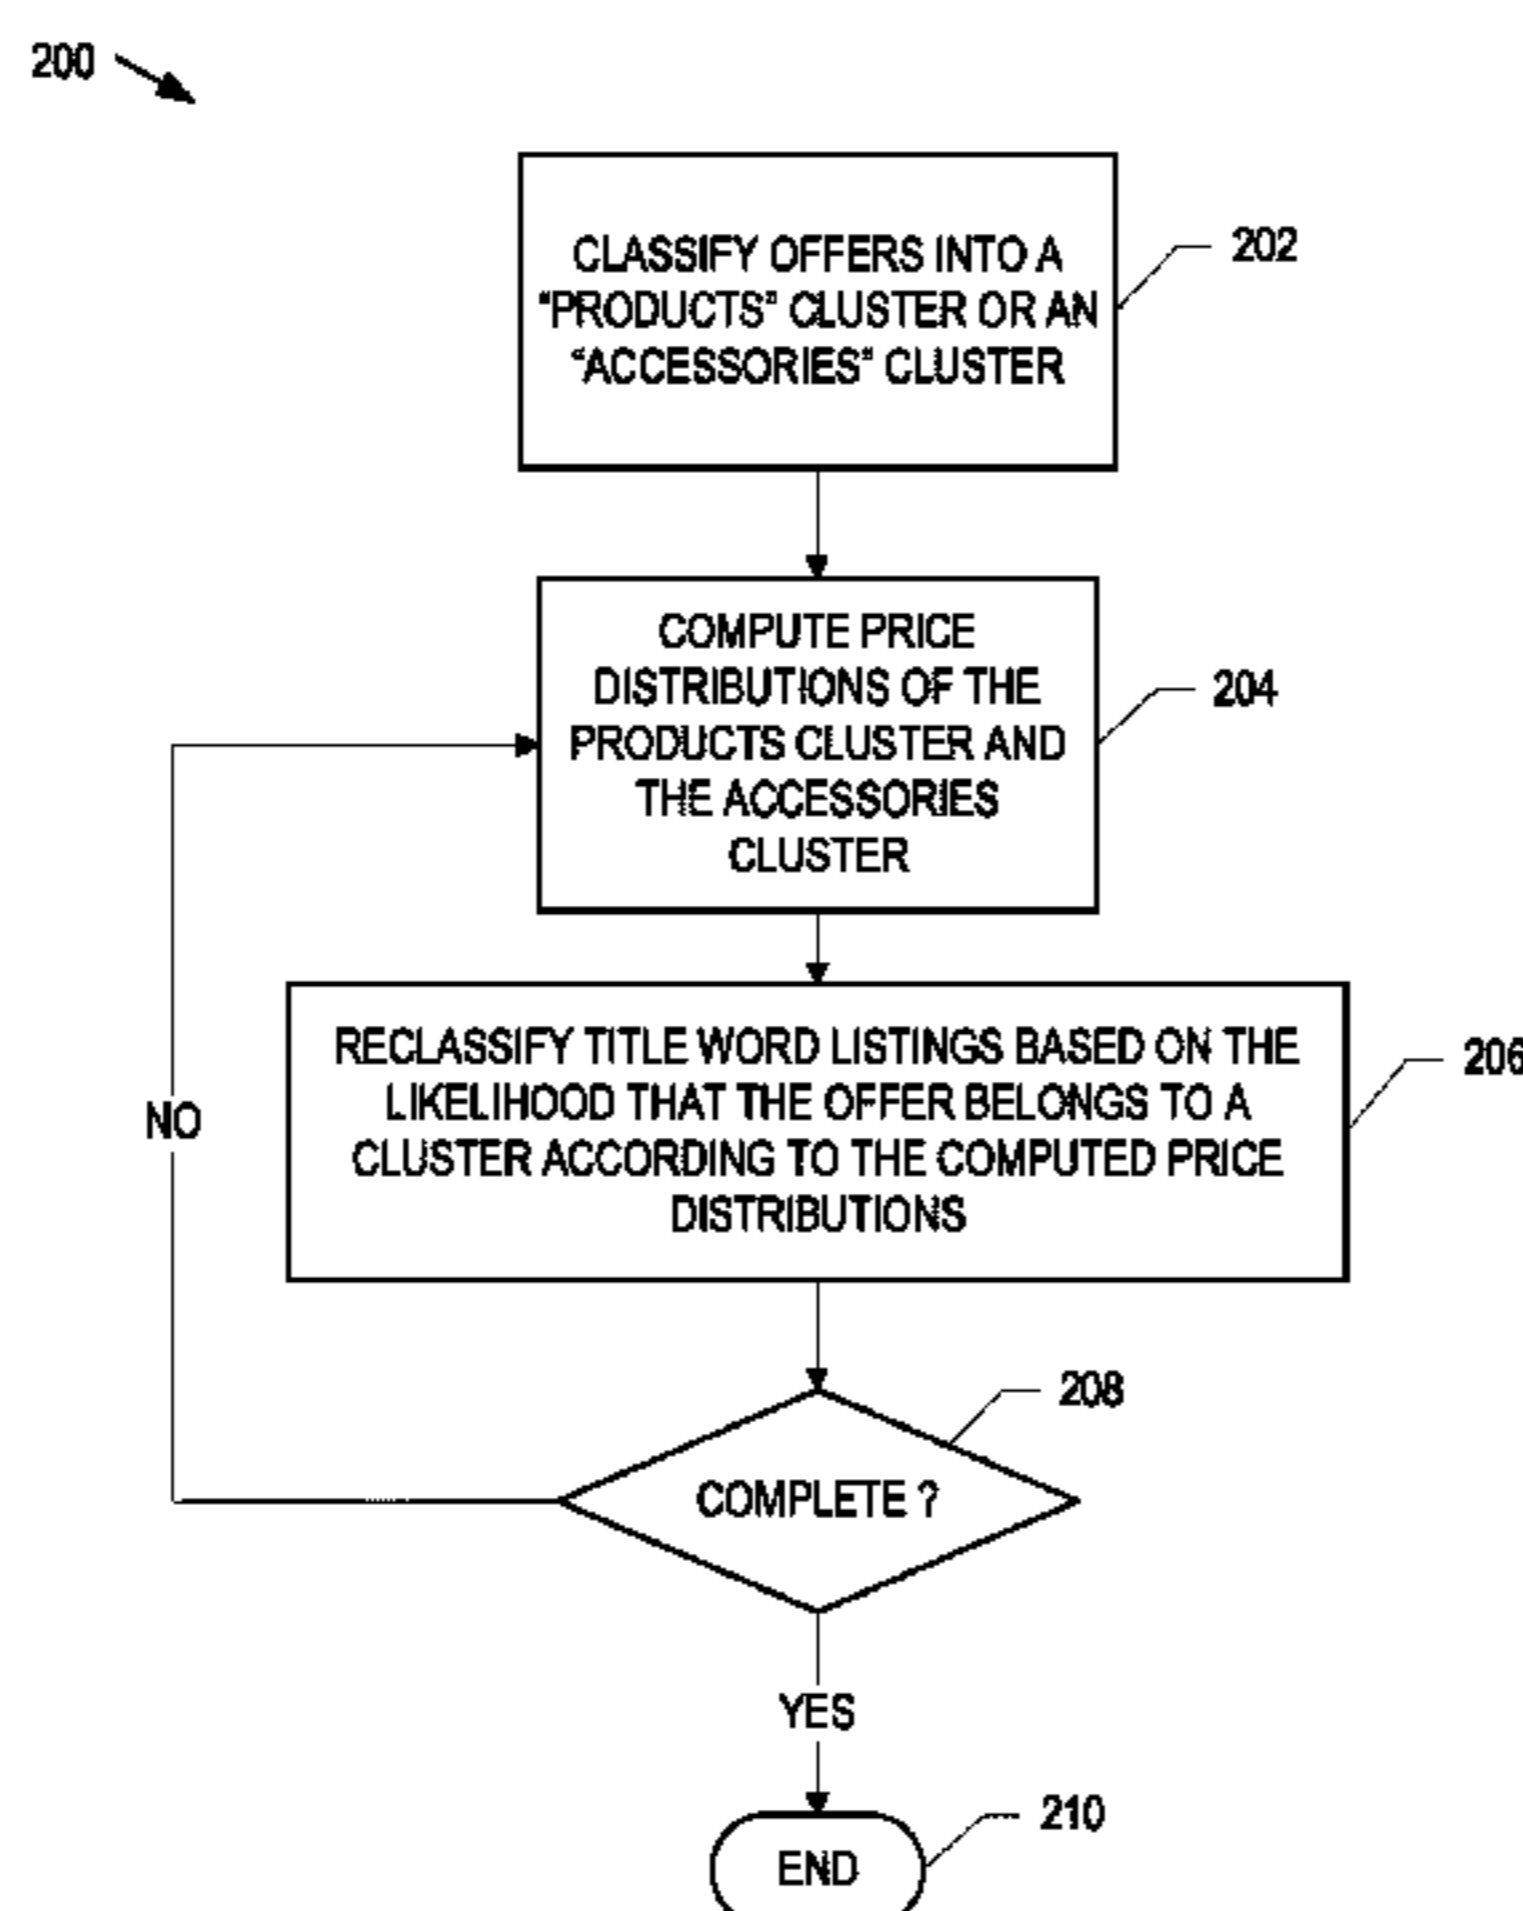 200
CLASSIFY OFFERS INTO A
"PRODUCTS" CLUSTER OR AN
"ACCESSORIES" CLUSTER
202
COMPUTE PRICE
DISTRIBUTIONS OF THE
PRODUCTS CLUSTER AND
THE ACCESSORIES
CLUSTER
204
RECLASSIFY TITLE WORD LISTINGS BASED ON THE
LIKELIHOOD THAT THE OFFER BELONGS TO A
CLUSTER ACCORDING TO THE COMPUTED PRICE
DISTRIBUTIONS
206
NO
208
COMPLETE ?
YES
210
END